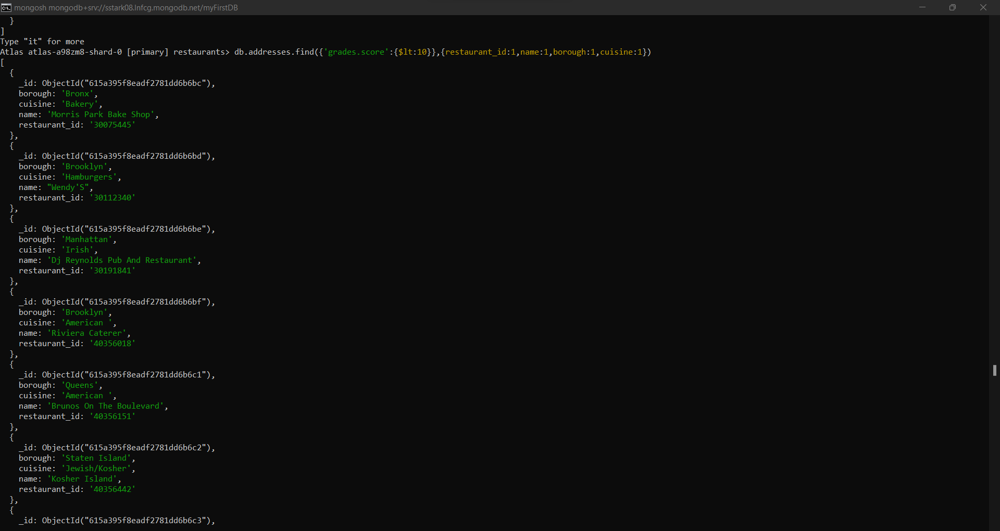 mongosh mongodb+srv://sstark08.lnfcg.mongodb.net/myFirstDB
  }
]
Type "it" for more
Atlas atlas-a98zm8-shard-0 [primary] restaurants> db.addresses.find({'grades.score':{$lt:10}},{restaurant_id:1,name:1,borough:1,cuisine:1})
[
  {
    _id: ObjectId("615a395f8eadf2781dd6b6bc"),
    borough: 'Bronx',
    cuisine: 'Bakery',
    name: 'Morris Park Bake Shop',
    restaurant_id: '30075445'
  },
  {
    _id: ObjectId("615a395f8eadf2781dd6b6bd"),
    borough: 'Brooklyn',
    cuisine: 'Hamburgers',
    name: "Wendy'S",
    restaurant_id: '30112340'
  },
  {
    _id: ObjectId("615a395f8eadf2781dd6b6be"),
    borough: 'Manhattan',
    cuisine: 'Irish',
    name: 'Dj Reynolds Pub And Restaurant',
    restaurant_id: '30191841'
  },
  {
    _id: ObjectId("615a395f8eadf2781dd6b6bf"),
    borough: 'Brooklyn',
    cuisine: 'American ',
    name: 'Riviera Caterer',
    restaurant_id: '40356018'
  },
  {
    _id: ObjectId("615a395f8eadf2781dd6b6c1"),
    borough: 'Queens',
    cuisine: 'American ',
    name: 'Brunos On The Boulevard',
    restaurant_id: '40356151'
  },
  {
    _id: ObjectId("615a395f8eadf2781dd6b6c2"),
    borough: 'Staten Island',
    cuisine: 'Jewish/Kosher',
    name: 'Kosher Island',
    restaurant_id: '40356442'
  },
  {
    _id: ObjectId("615a395f8eadf2781dd6b6c3"),